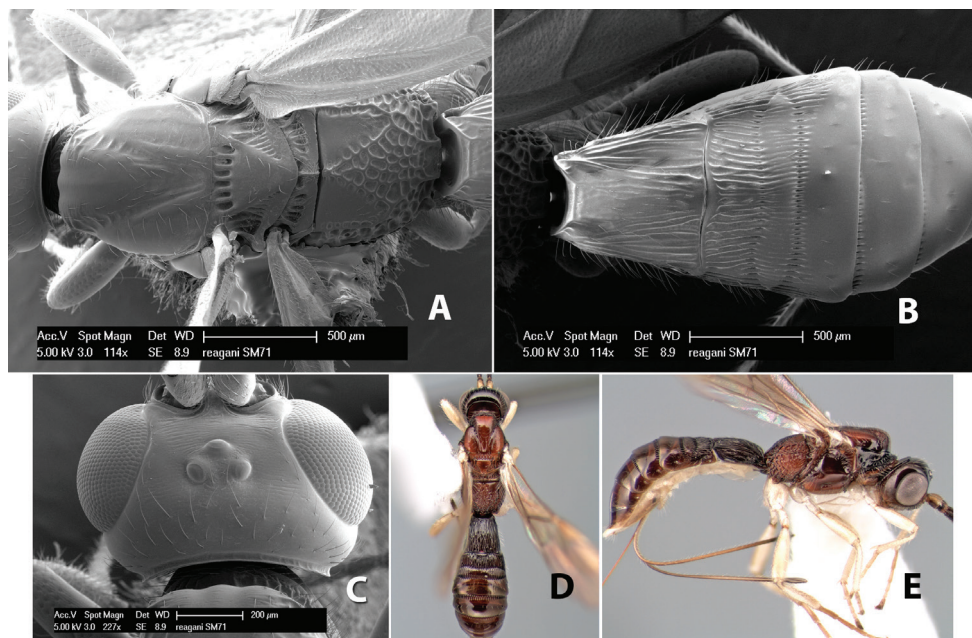 A
Acc.V Spot Magn Det WD 500 µm
5.00 kV 3.0 114x SE 8.9 reagani SM71
B
Acc.V Spot Magn Det WD 500 µm
5.00 kV 3.0 114x SE 8.9 reagani SM71
C
Acc.V Spot Magn Det WD 200 µm
5.00 kV 3.0 227x SE 8.9 reagani SM71
D
E